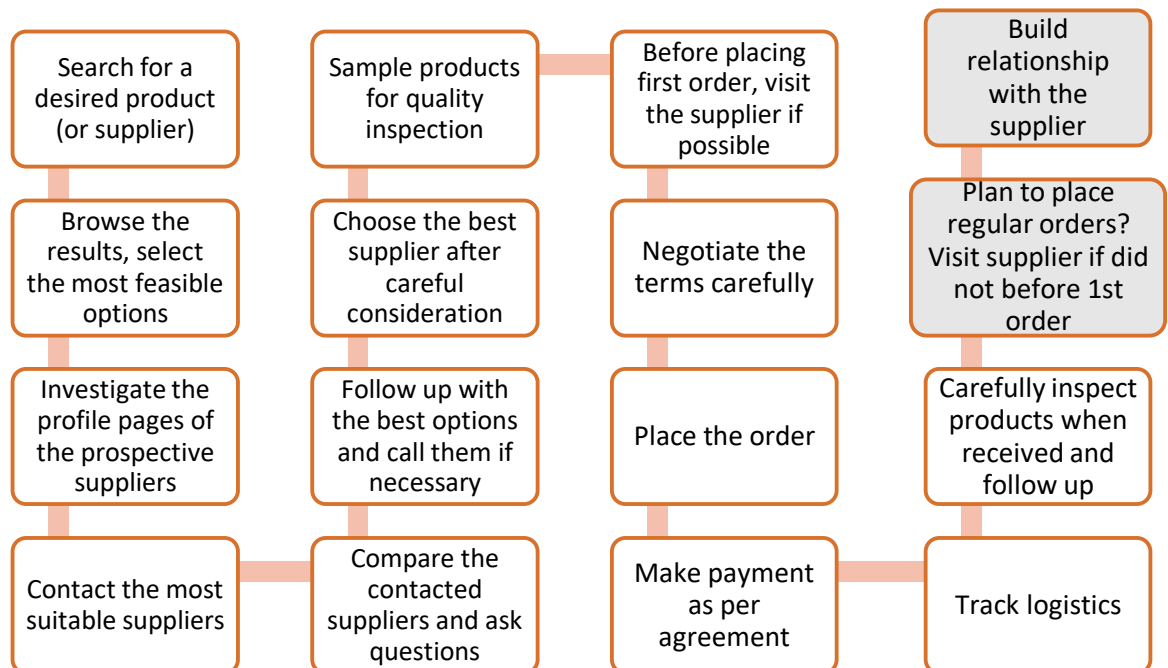 Search for a
desired product
(or supplier)
Browse the
results, select
the most feasible
options
Investigate the
profile pages of
the prospective
suppliers
Contact the most
suitable suppliers
Compare the
contacted
suppliers and ask
questions
Follow up with
the best options
and call them if
necessary
Choose the best
supplier after
careful
consideration
Sample products
for quality
inspection
Before placing
first order, visit
the supplier if
possible
Negotiate the
terms carefully
Place the order
Make payment
as per
agreement
Track logistics
Carefully inspect
products when
received and
follow up
Plan to place
regular orders?
Visit supplier if did
not before 1st
order
Build
relationship
with the
supplier